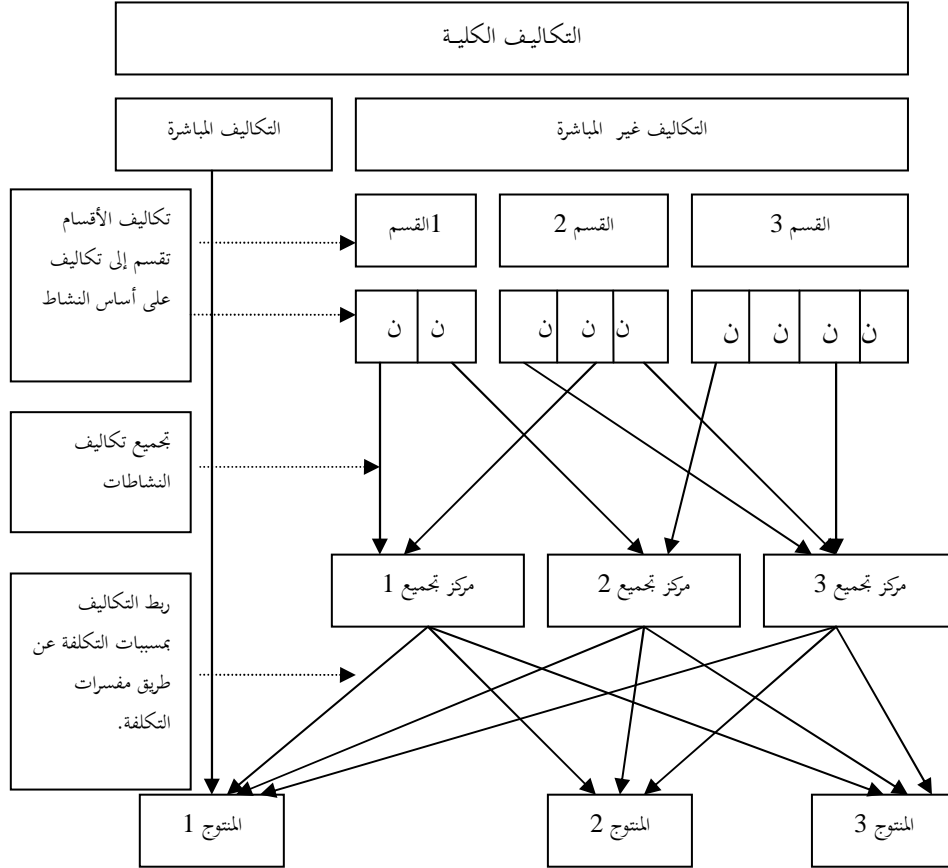 التكاليف الكلية
التكاليف المباشرة
التكاليف غير المباشرة
تكاليف الأقسام
تقسم إلى تكاليف
على أساس النشاط
القسم 1
القسم 2
القسم 3
ن
ن
ن
ن
ن
ن
ن
ن
ن
تجميع تكاليف
النشاطات
مركز تجميع 1
مركز تجميع 2
مركز تجميع 3
ربط التكاليف
بمسببات التكلفة عن
طريق مفسرات
التكلفة.
المنتوج 1
المنتوج 2
المنتوج 3